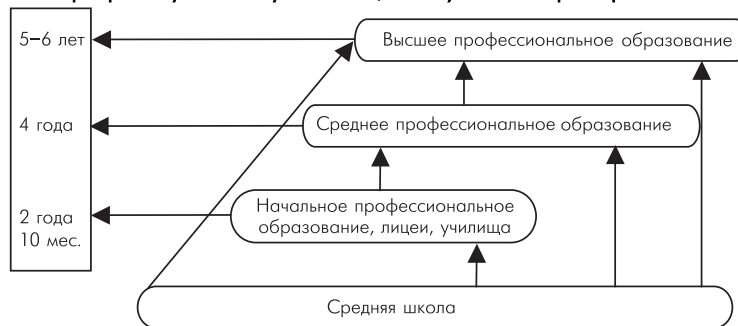 5–6 лет
Высшее профессиональное образование
4 года
Среднее профессиональное образование
Начальное профессиональное
образование, лицеи, училища
2 года
10 мес.
Средняя школа